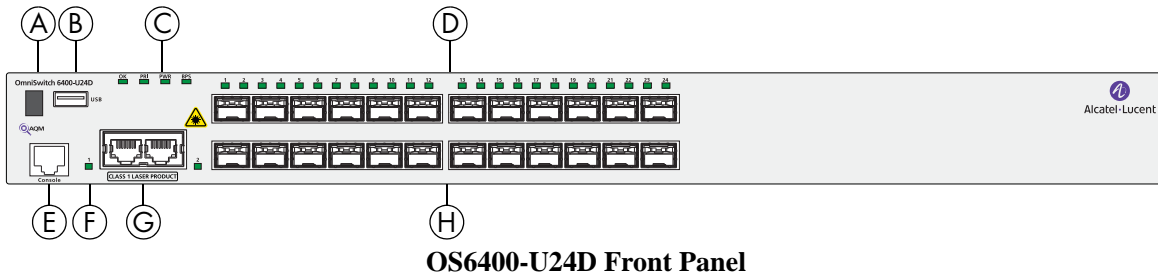 A B C D
OmniSwitch 6400-U24D
OK PRI PWR BPS
1 2 3 4 5 6 7 8 9 10 11 12 13 14 15 16 17 18 19 20 21 22 23 24
USB
AQM
Alcatel·Lucent
1 2
Console
CLASS 1 LASER PRODUCT
E F G H
OS6400-U24D Front Panel